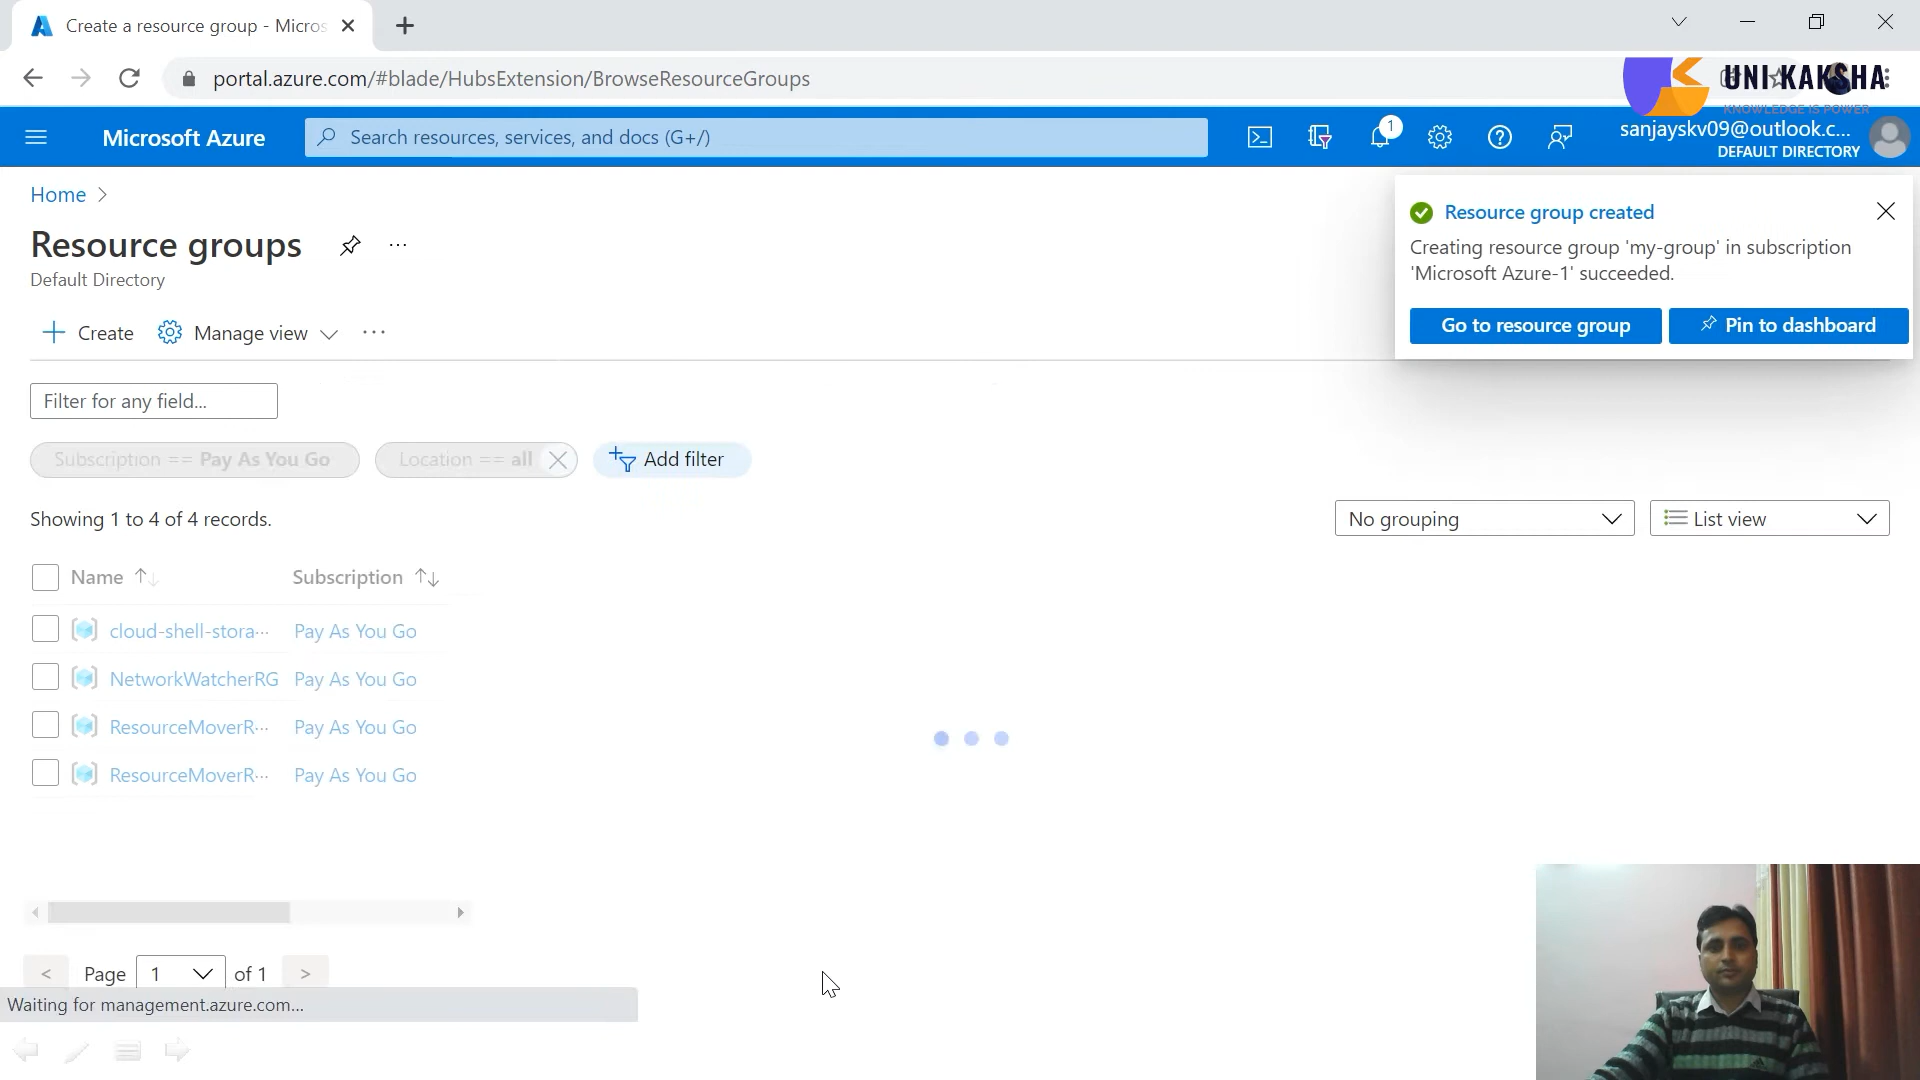 Create a resource group - Micros
portal.azure.com/#blade/HubsExtension/BrowseResourceGroups
UNI KAKSHA
KNOWLEDGE IS POWER
Microsoft Azure
Search resources, services, and docs (G+/)
1
sanjayskv09@outlook.c...
DEFAULT DIRECTORY
Home
Resource groups
...
Default Directory
Resource group created
Creating resource group 'my-group' in subscription
'Microsoft Azure-1' succeeded.
Go to resource group
Pin to dashboard
Create
Manage view
...
Filter for any field...
Subscription == Pay As You Go
Location == all
Add filter
Showing 1 to 4 of 4 records.
No grouping
List view
Name
Subscription
cloud-shell-stora...
Pay As You Go
NetworkWatcherRG
Pay As You Go
ResourceMoverR...
Pay As You Go
ResourceMoverR...
Pay As You Go
< Page 1 of 1 >
Waiting for management.azure.com...